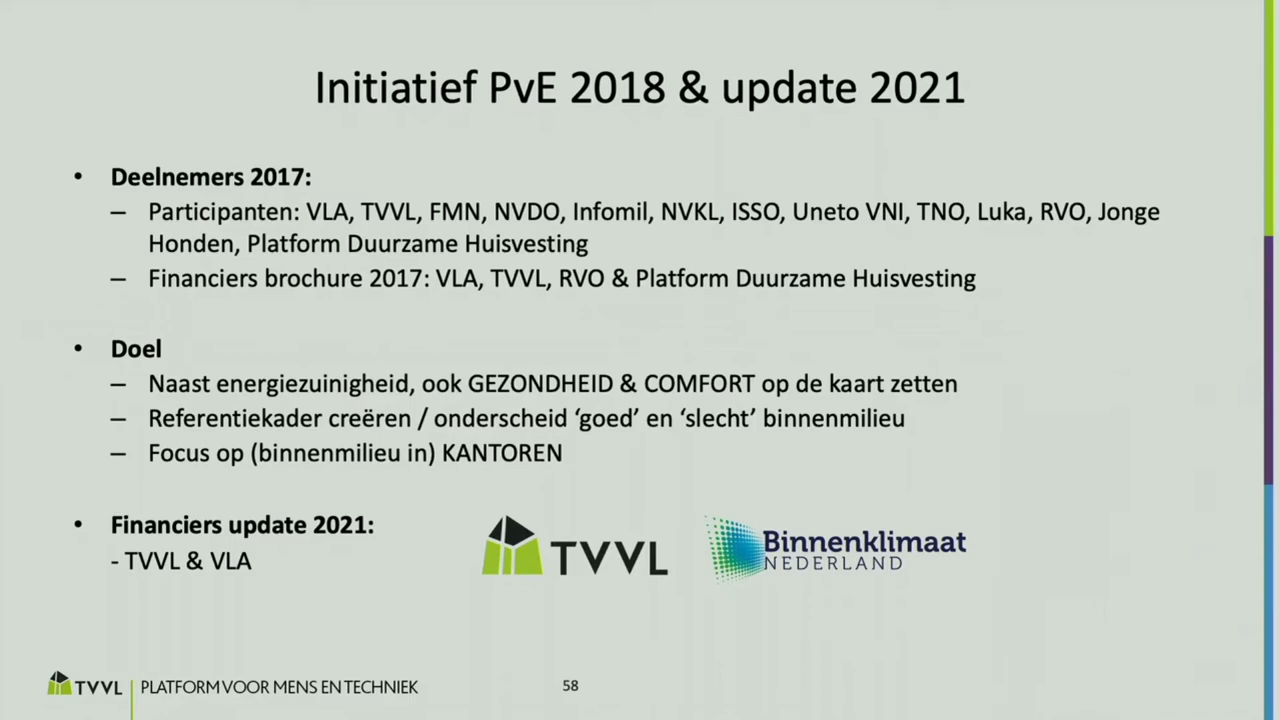 Initiatief PvE 2018 & update 2021
• Deelnemers 2017:
– Participanten: VLA, TVVL, FMN, NVDO, Infomil, NVKL, ISSO, Uneto VNI, TNO, Luka, RVO, Jonge
Honden, Platform Duurzame Huisvesting
– Financiers brochure 2017: VLA, TVVL, RVO & Platform Duurzame Huisvesting
• Doel
– Naast energiezuinigheid, ook GEZONDHEID & COMFORT op de kaart zetten
– Referentiekader creëren / onderscheid ‘goed’ en ‘slecht’ binnenmilieu
– Focus op (binnenmilieu in) KANTOREN
• Financiers update 2021:
- TVVL & VLA
TVVL
Binnenklimaat
NEDERLAND
TVVL PLATFORM VOOR MENS EN TECHNIEK
58